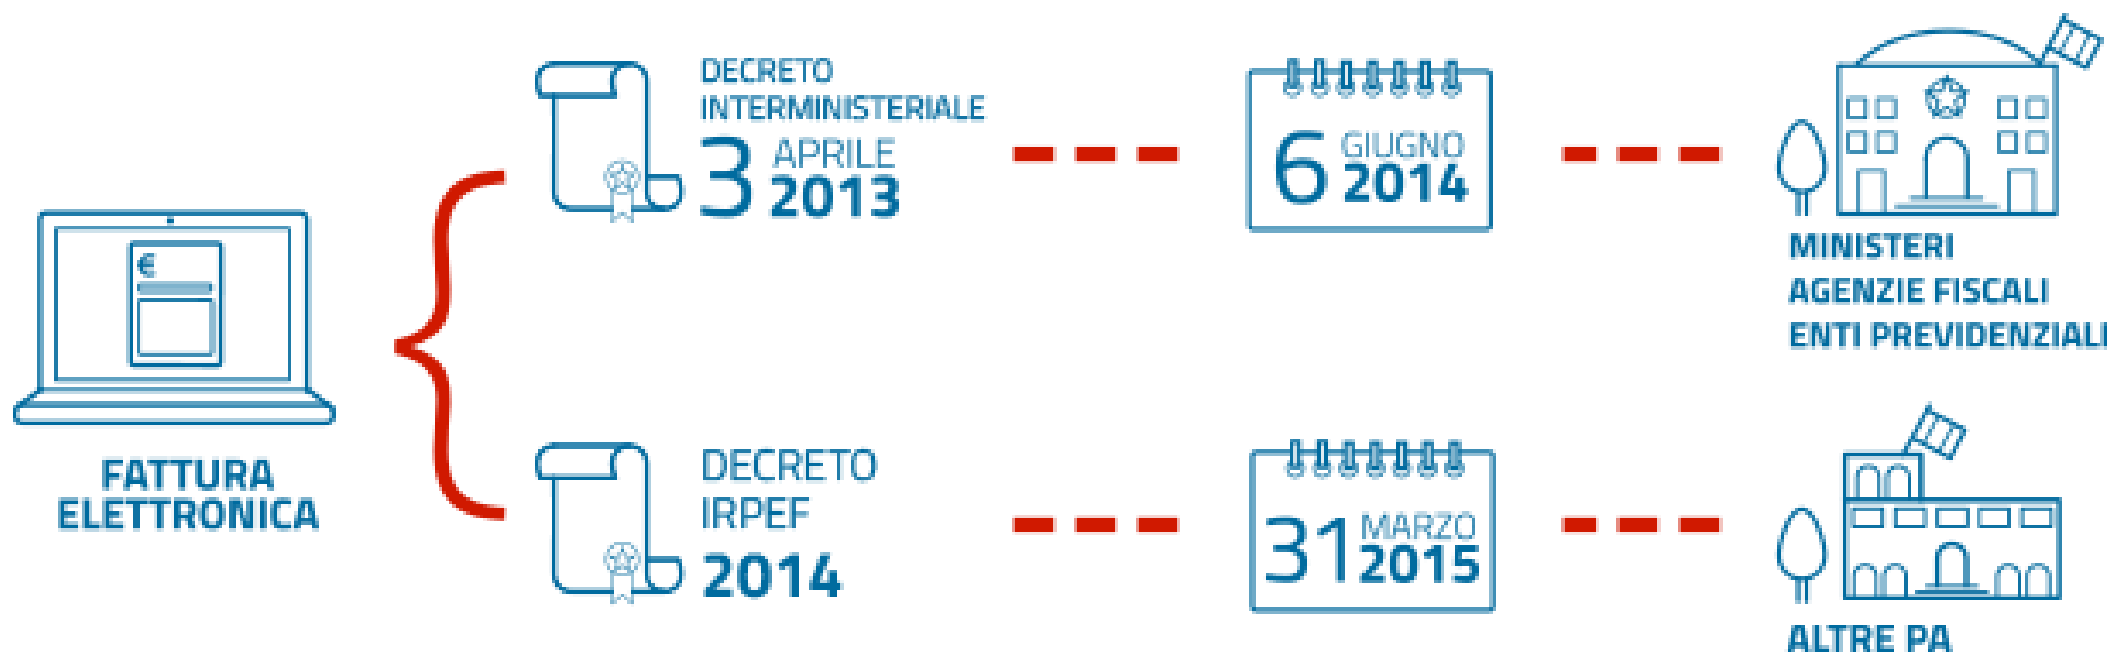 €
FATTURA
ELETTRONICA
DECRETO
INTERMINISTERIALE
3 APRILE
2013
6 GIUGNO
2014
MINISTERI
AGENZIE FISCALI
ENTI PREVIDENZIALI
DECRETO
IRPEF
2014
31 MARZO
2015
ALTRE PA